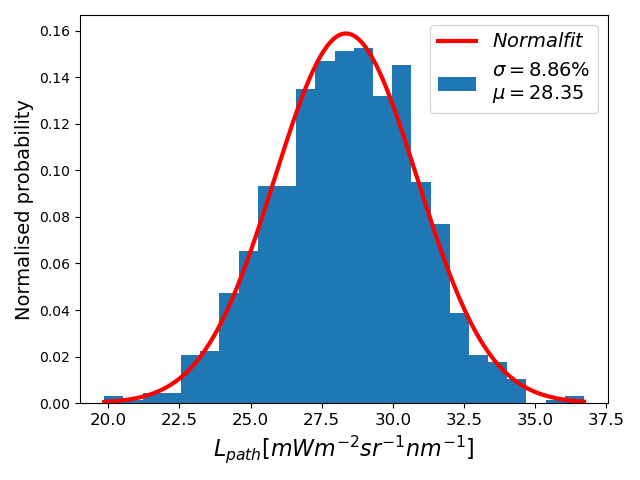 Normalfit
σ = 8.86%
μ = 28.35
0.16
0.14
0.12
0.10
0.08
0.06
0.04
0.02
0.00
Normalised probability
20.0 22.5 25.0 27.5 30.0 32.5 35.0 37.5
L_path[mWm⁻²sr⁻¹nm⁻¹]